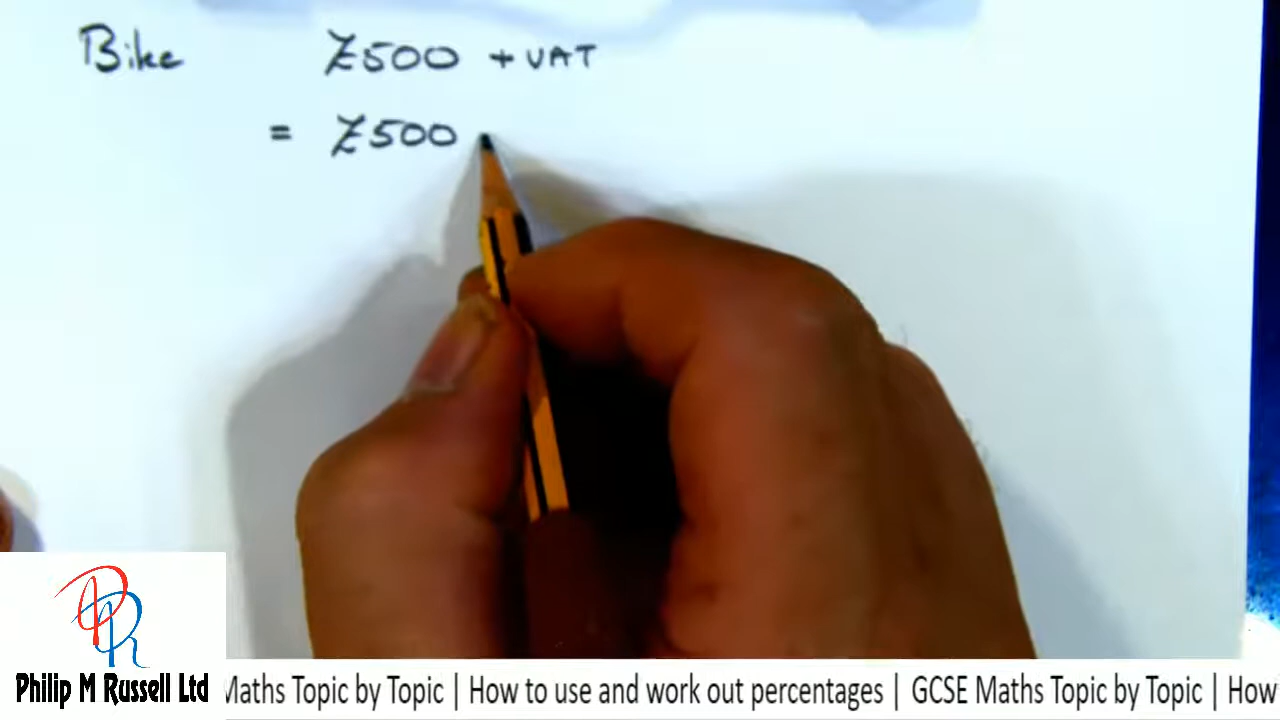 Bike £500 + VAT
= £500
Philip M Russell Ltd
Maths Topic by Topic | How to use and work out percentages | GCSE Maths Topic by Topic | How